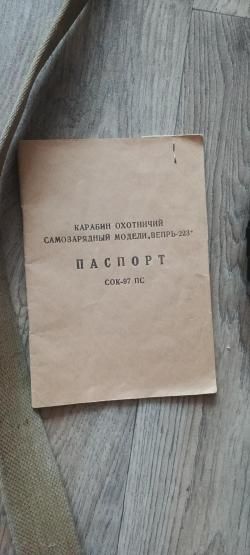 КАРАБИН ОХОТНИЧИЙ
САМОЗАРЯДНЫЙ МОДЕЛИ „ВЕПРЬ-223"
ПАСПОРТ
СОК-97 ПС